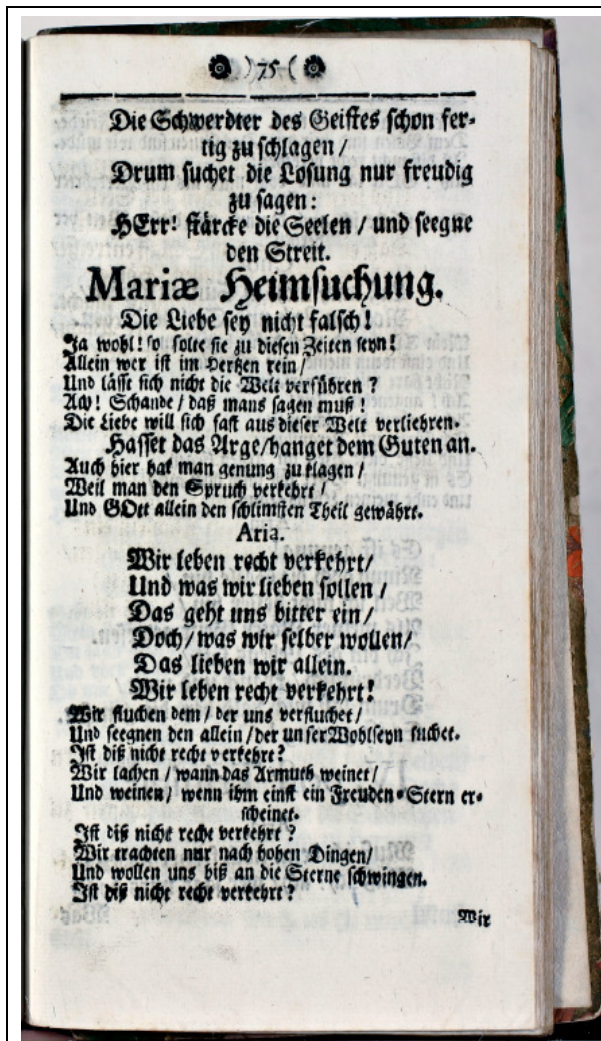 ) 75 (
Die Schwerdter des Geistes schon fer-
tig zu schlagen /
Drum suchet die Losung nur freudig
zu sagen:
HErr! stärcke die Seelen / und seegne
den Streit.
Mariæ Heimsuchung.
Die Liebe sey nicht falsch!
Ja wohl! so solte sie zu diesen Zeiten seyn!
Allein wer ist im Hertzen rein /
Und lässt sich nicht die Welt verführen?
Ach! Schande / daß mans sagen muß!
Die Liebe will sich fast aus dieser Welt verliehren.
Hasset das Arge/hanget dem Guten an.
Auch hier hat man genung zu klagen /
Weil man den Spruch verkehrt /
Und GOtt allein den schlimsten Theil gewährt.
Aria.
Wir leben recht verkehrt/
Und was wir lieben sollen /
Das geht uns bitter ein /
Doch/ was wir selber wollen/
Das lieben wir allein.
Wir leben recht verkehrt!
Wir fluchen dem / der uns verfluchet/
Und seegnen den allein / der unser Wohlseyn suchet.
Ist diß nicht recht verkehrt?
Wir lachen / wann das Armuth weinet/
Und weinen / wenn ihm einst ein Freuden-Stern er-
scheinet.
Ist diß nicht recht verkehrt?
Wir trachten nur nach hohen Dingen/
Und wollen uns biß an die Sterne schwingen.
Ist diß nicht recht verkehrt?
Wir